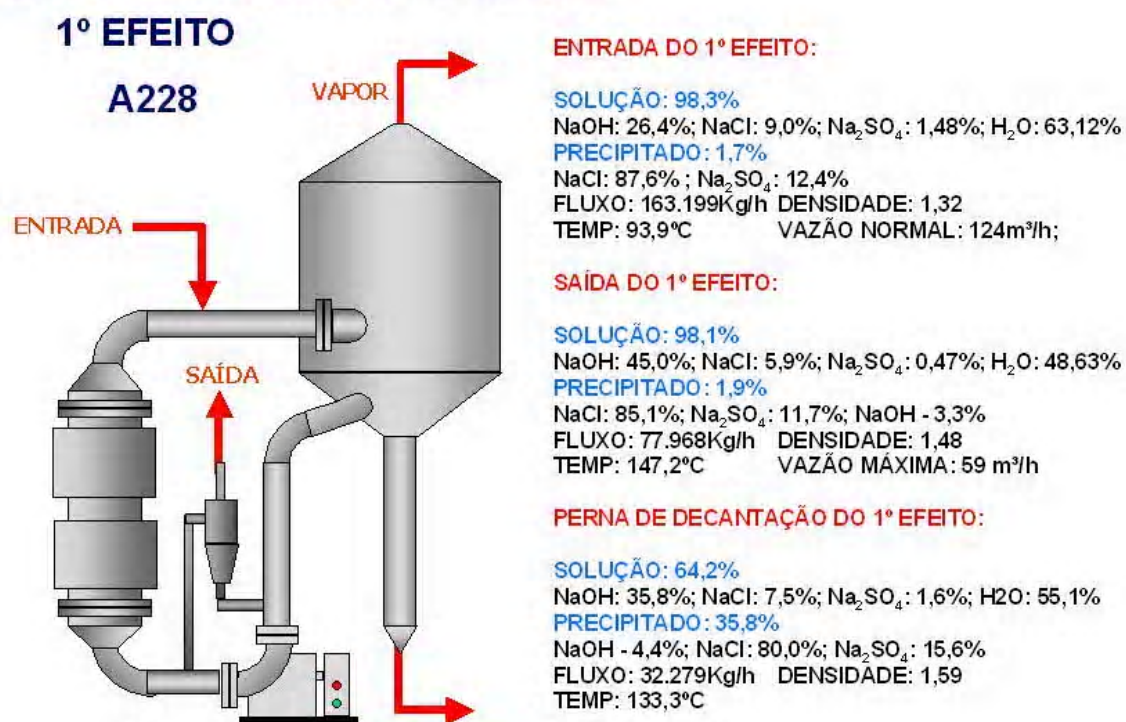 1º EFEITO
A228
VAPOR
ENTRADA
SAÍDA
ENTRADA DO 1º EFEITO:
SOLUÇÃO: 98,3%
NaOH: 26,4%; NaCl: 9,0%; Na₂SO₄: 1,48%; H₂O: 63,12%
PRECIPITADO: 1,7%
NaCl: 87,6% ; Na₂SO₄: 12,4%
FLUXO: 163.199Kg/h DENSIDADE: 1,32
TEMP: 93,9ºC VAZÃO NORMAL: 124m³/h;
SAÍDA DO 1º EFEITO:
SOLUÇÃO: 98,1%
NaOH: 45,0%; NaCl: 5,9%; Na₂SO₄: 0,47%; H₂O: 48,63%
PRECIPITADO: 1,9%
NaCl: 85,1%; Na₂SO₄: 11,7%; NaOH - 3,3%
FLUXO: 77.968Kg/h DENSIDADE: 1,48
TEMP: 147,2ºC VAZÃO MÁXIMA: 59 m³/h
PERNA DE DECANTAÇÃO DO 1º EFEITO:
SOLUÇÃO: 64,2%
NaOH: 35,8%; NaCl: 7,5%; Na₂SO₄: 1,6%; H2O: 55,1%
PRECIPITADO: 35,8%
NaOH - 4,4%; NaCl: 80,0%; Na₂SO₄: 15,6%
FLUXO: 32.279Kg/h DENSIDADE: 1,59
TEMP: 133,3ºC